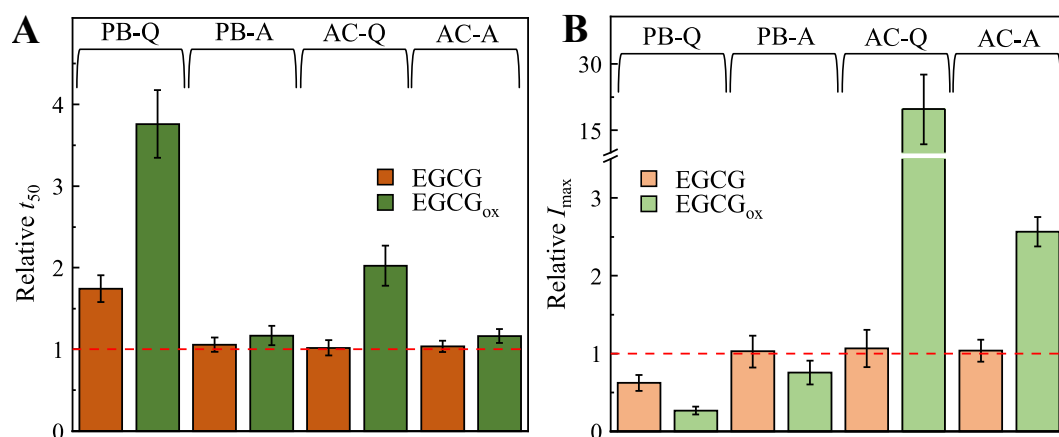 A
PB-Q PB-A AC-Q AC-A
4
3
2
1
0
Relative t₅₀
EGCG
EGCGₒₓ
B
PB-Q PB-A AC-Q AC-A
30
15
3
2
1
0
Relative Iₘₐₓ
EGCG
EGCGₒₓ